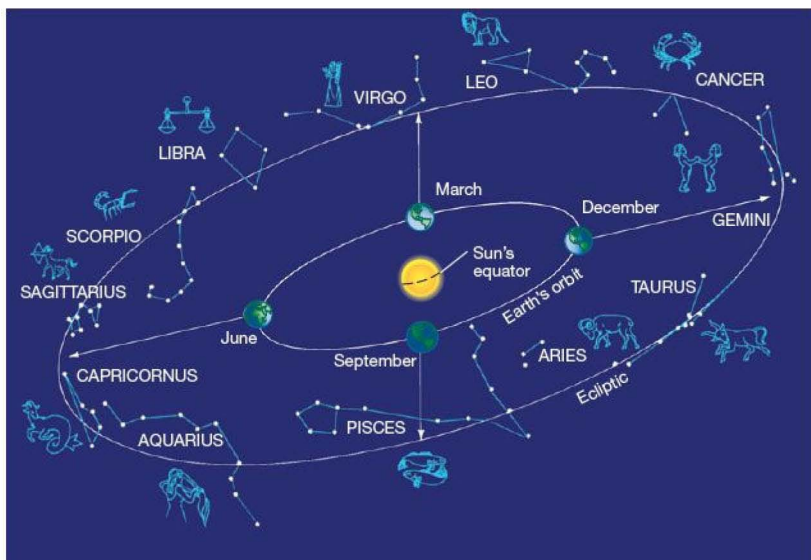 LEO
CANCER
VIRGO
LIBRA
March
December
SCORPIO
GEMINI
Sun's
equator
SAGITTARIUS
TAURUS
Earth's orbit
June
September
ARIES
CAPRICORNUS
Ecliptic
PISCES
AQUARIUS